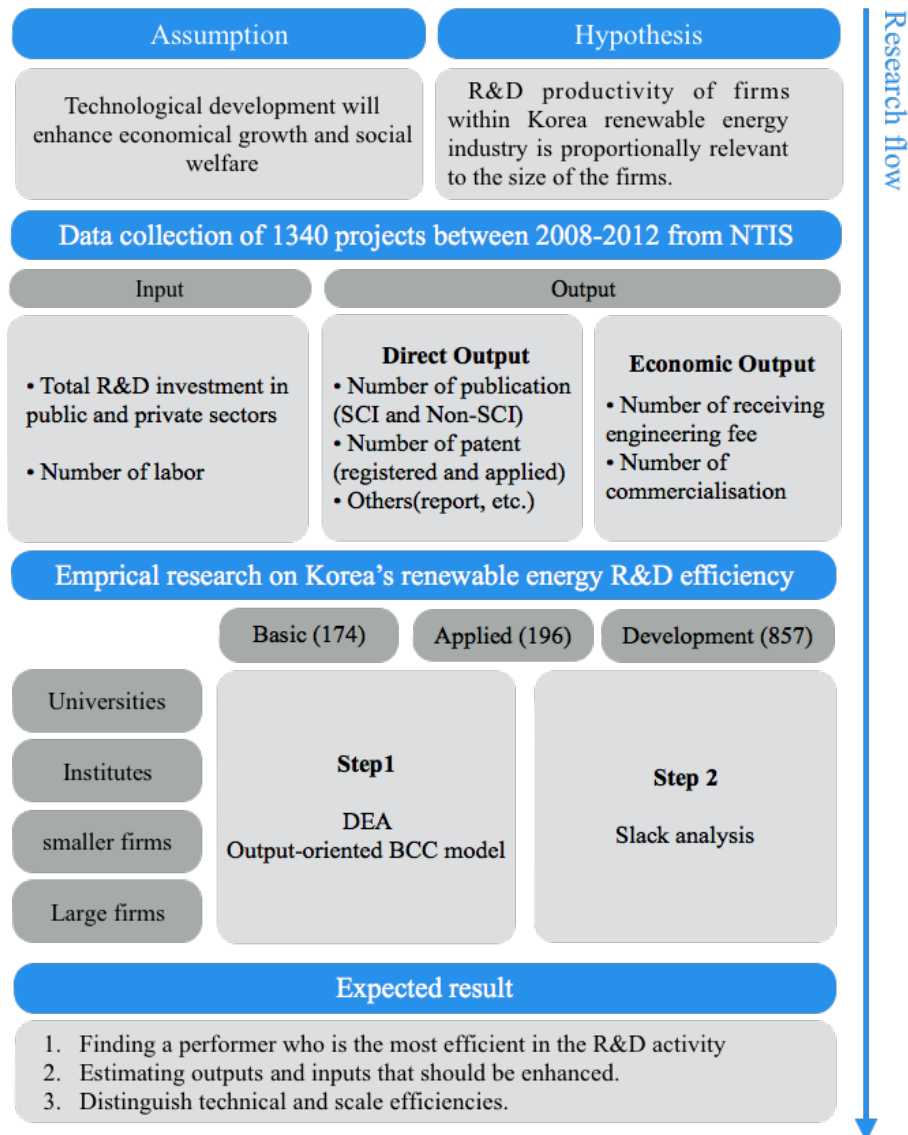 Assumption
Hypothesis
Research flow
Technological development will
enhance economical growth and social
welfare
R&D productivity of firms
within Korea renewable energy
industry is proportionally relevant
to the size of the firms.
Data collection of 1340 projects between 2008-2012 from NTIS
Input
Output
• Total R&D investment in
public and private sectors
• Number of labor
Direct Output
• Number of publication
(SCI and Non-SCI)
• Number of patent
(registered and applied)
• Others(report, etc.)
Economic Output
• Number of receiving
engineering fee
• Number of
commercialisation
Emprical research on Korea's renewable energy R&D efficiency
Basic (174)
Applied (196)
Development (857)
Universities
Institutes
smaller firms
Large firms
Step1
DEA
Output-oriented BCC model
Step 2
Slack analysis
Expected result
1. Finding a performer who is the most efficient in the R&D activity
2. Estimating outputs and inputs that should be enhanced.
3. Distinguish technical and scale efficiencies.